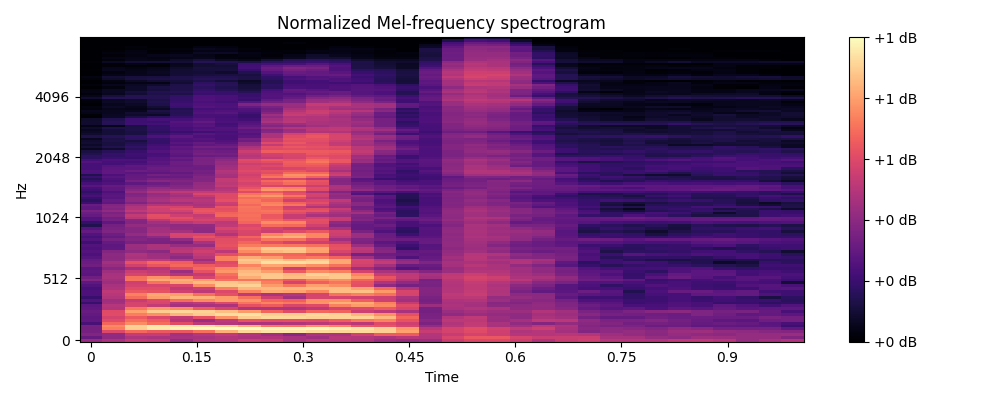 Normalized Mel-frequency spectrogram
Hz
4096
2048
1024
512
0
0 0.15 0.3 0.45 0.6 0.75 0.9
Time
+1 dB
+1 dB
+1 dB
+0 dB
+0 dB
+0 dB